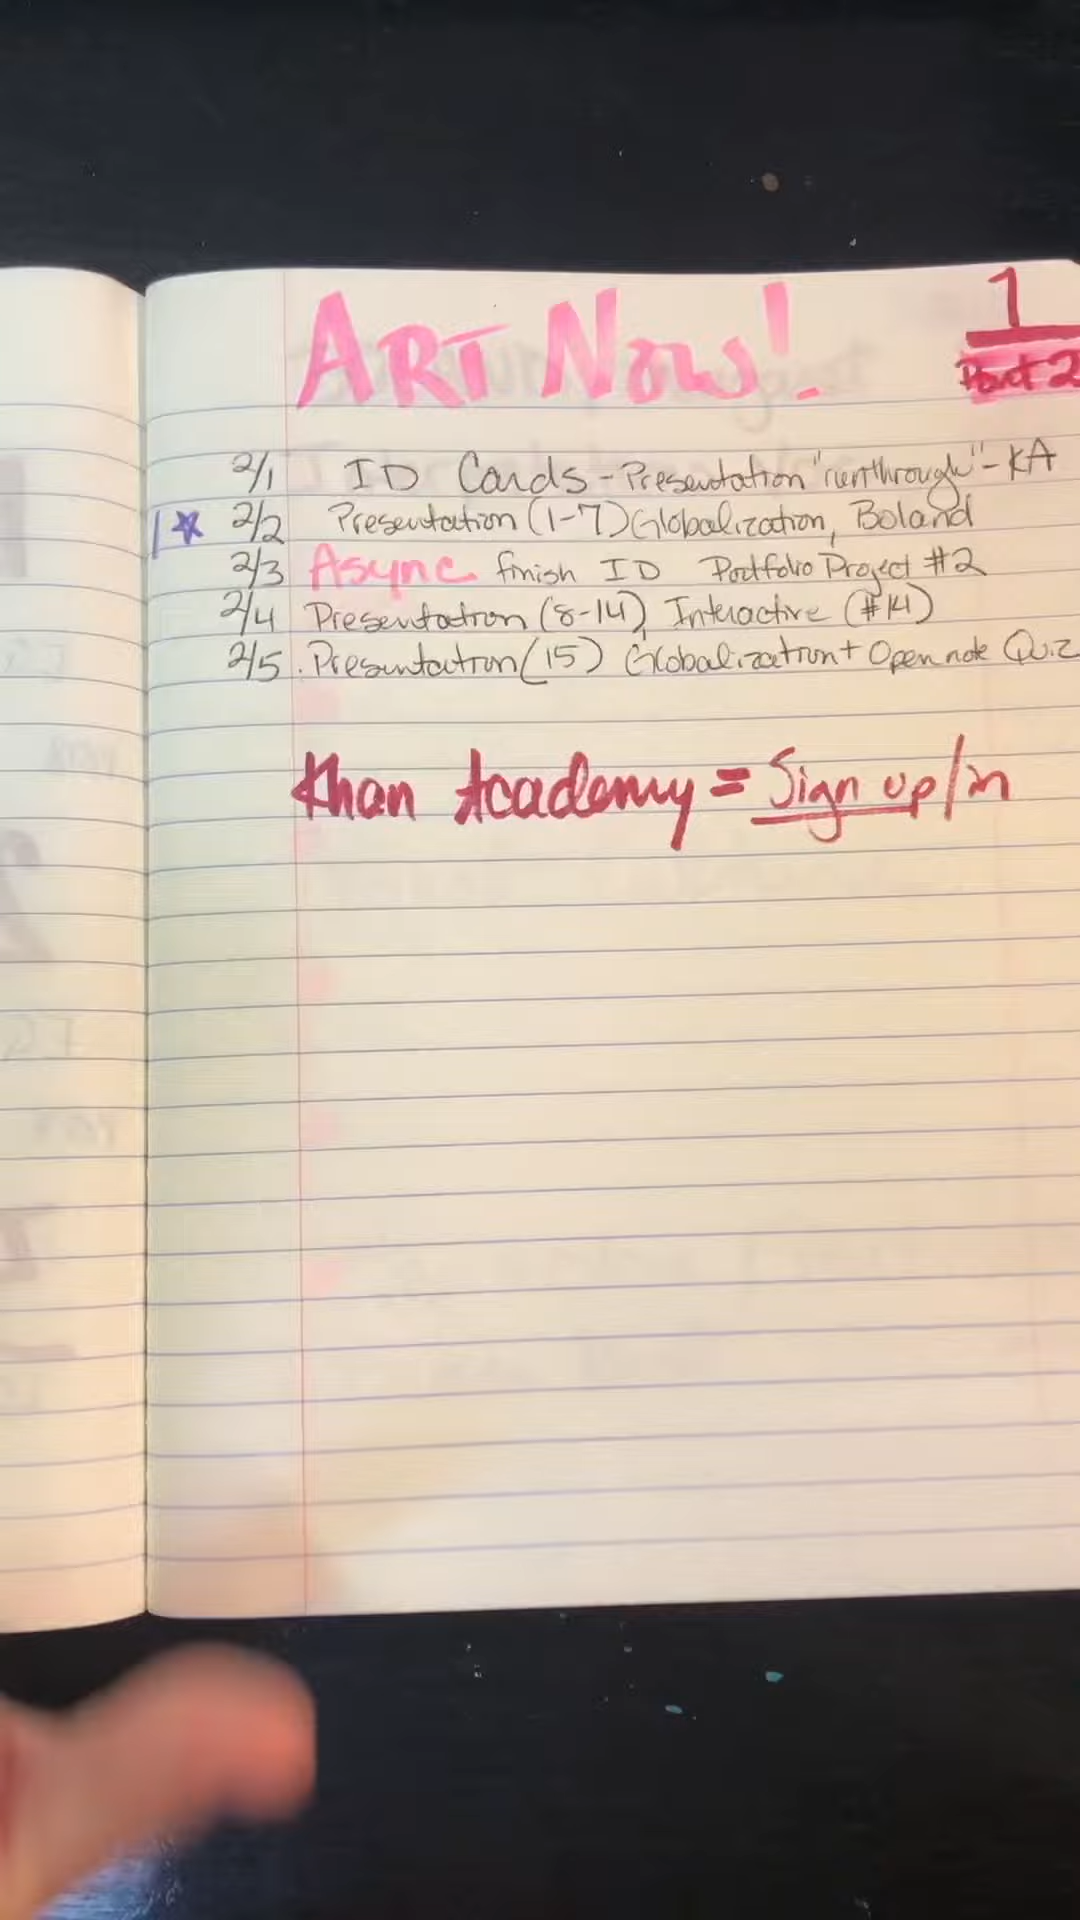 ART NOW!
1
Part 2
2/1 ID Cards - Presentation "runthrough" - KA
1☆ 2/2 Presentation (1-7) Globalization, Boland
2/3 Async finish ID Portfolio Project #2
2/4 Presentation (8-14) Interactive (#14)
2/5. Presentation (15) Globalization + Open note Quiz
Khan Academy = Sign up/in